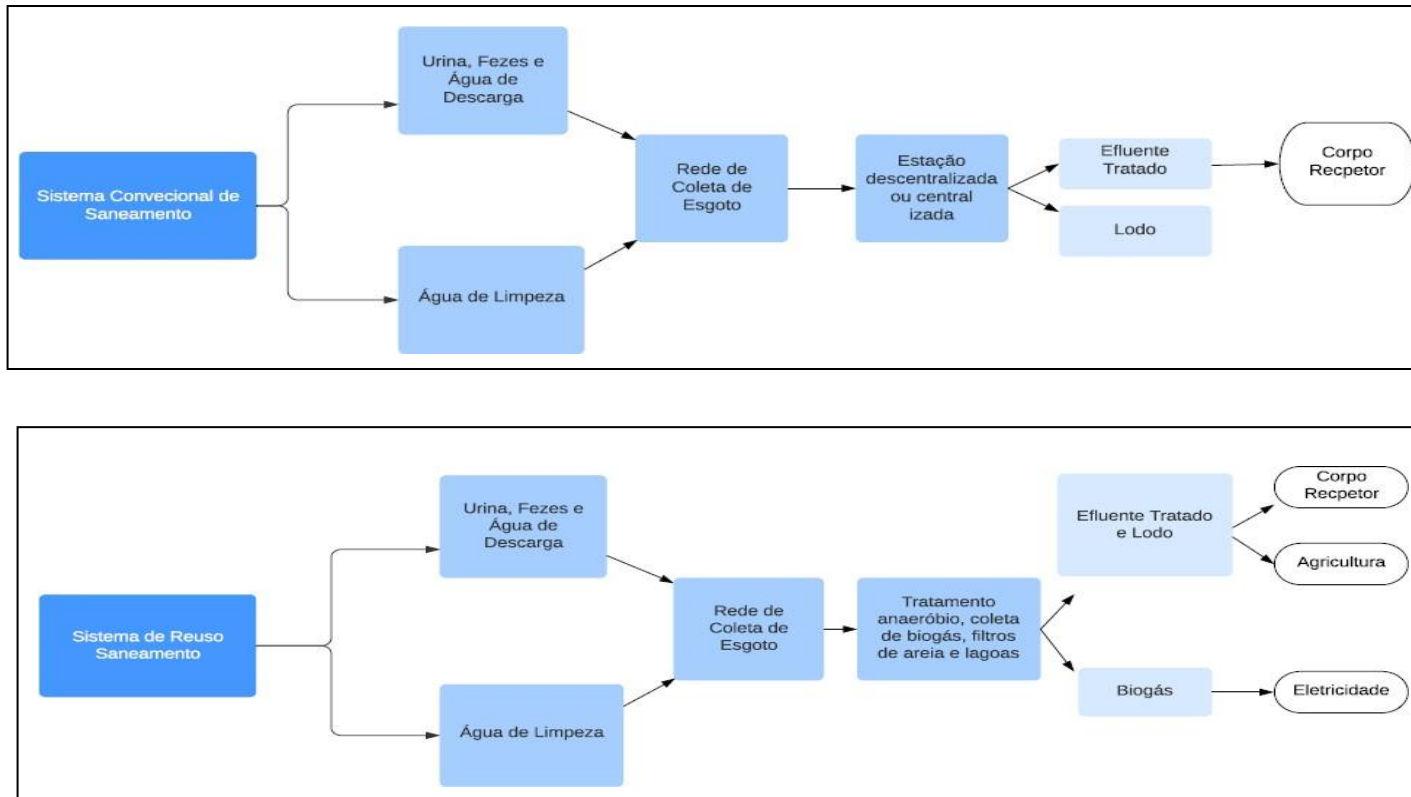 Sistema Convecional de
Saneamento
Urina, Fezes e
Água de
Descarga
Água de Limpeza
Rede de
Coleta de
Esgoto
Estação
descentralizada
ou central
izada
Efluente
Tratado
Lodo
Corpo
Recpetor
Sistema de Reuso
Saneamento
Urina, Fezes e
Água de
Descarga
Água de Limpeza
Rede de
Coleta de
Esgoto
Tratamento
anaeróbio, coleta
de biogás, filtros
de areia e lagoas
Efluente Tratado
e Lodo
Biogás
Corpo
Recpetor
Agricultura
Eletricidade